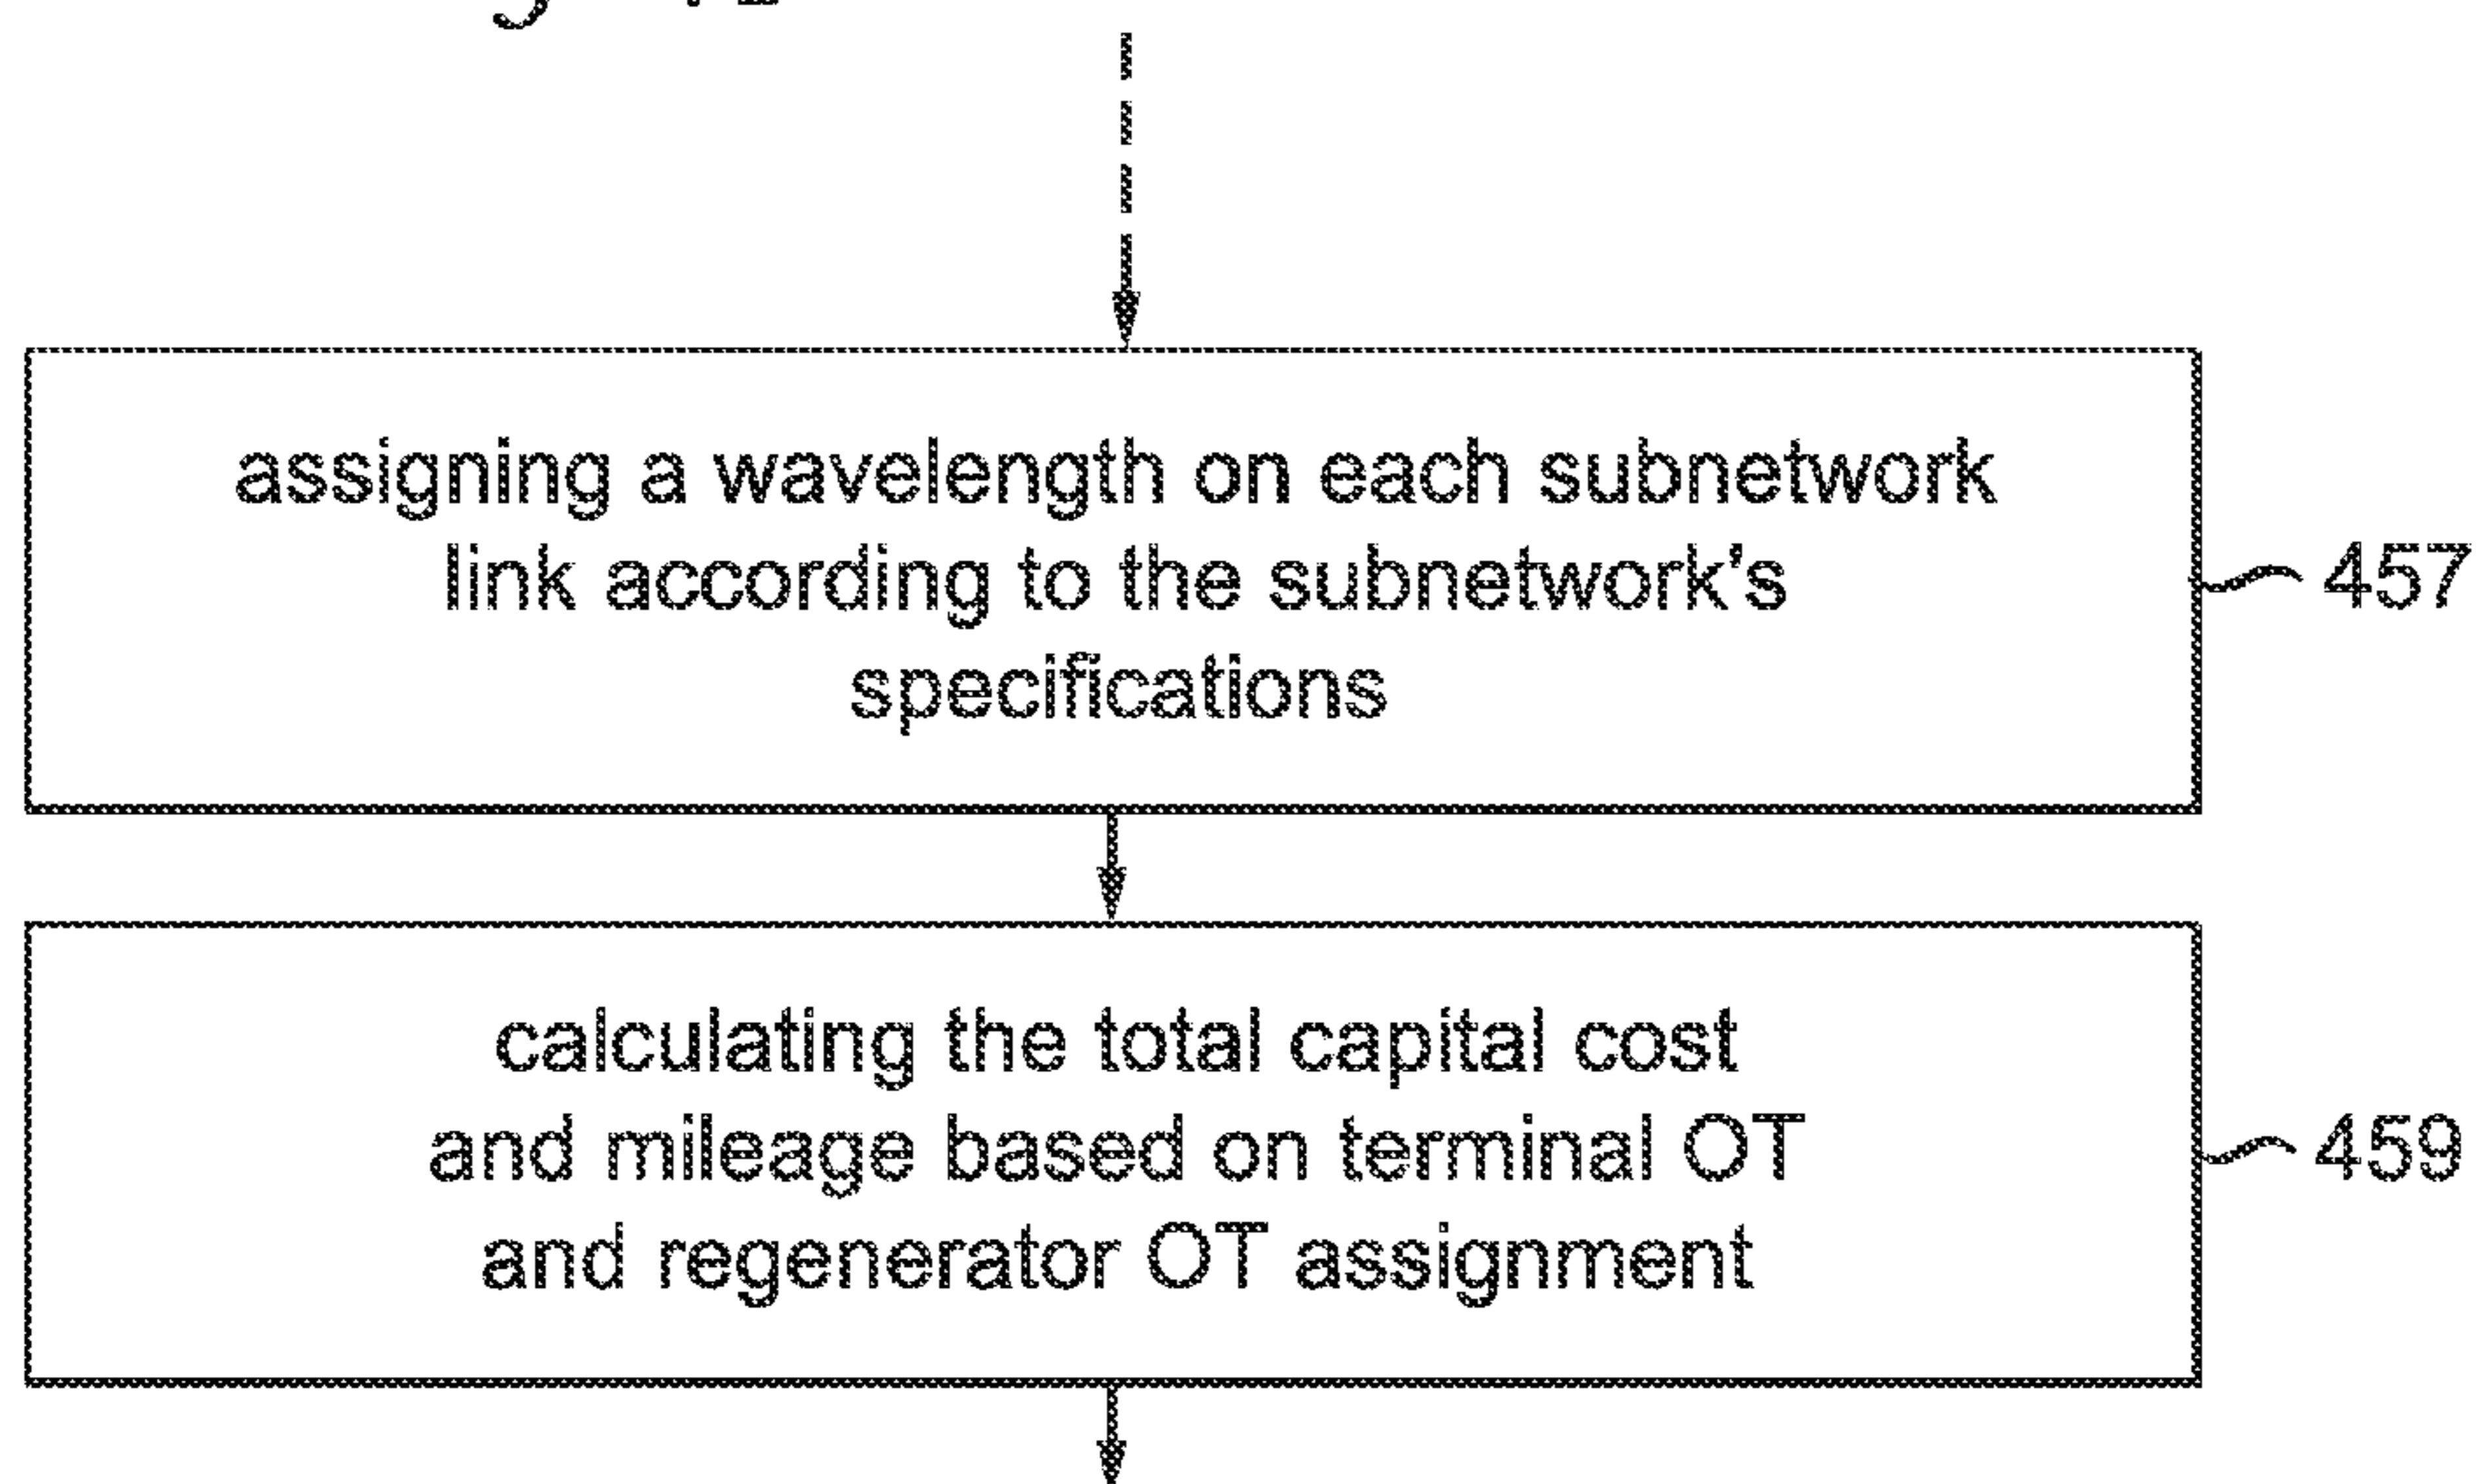 assigning a wavelength on each subnetwork
link according to the subnetwork's
specifications
457
calculating the total capital cost
and mileage based on terminal OT
and regenerator OT assignment
459